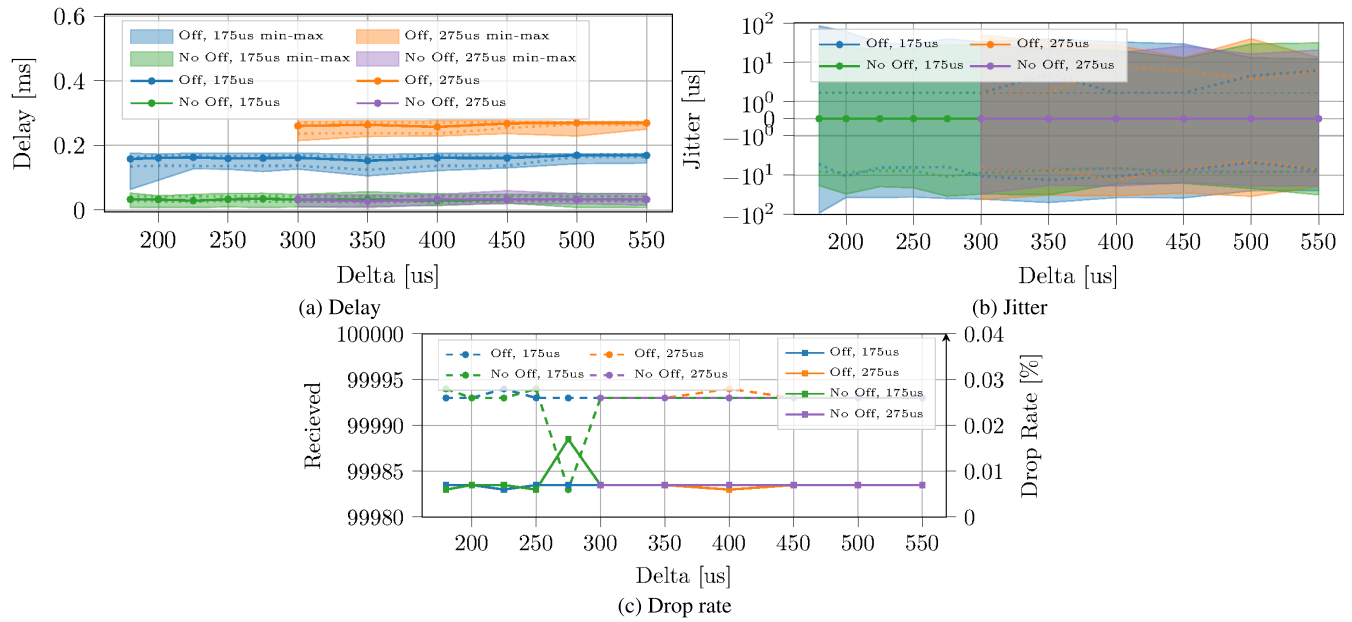 0.6
0.4
0.2
0
Delay [ms]
Off, 175us min-max
Off, 275us min-max
No Off, 175us min-max
No Off, 275us min-max
Off, 175us
Off, 275us
No Off, 175us
No Off, 275us
200 250 300 350 400 450 500 550
Delta [us]
(a) Delay
10^2
10^1
10^0
0
−10^0
−10^1
−10^2
Jitter [us]
Off, 175us
Off, 275us
No Off, 175us
No Off, 275us
200 250 300 350 400 450 500 550
Delta [us]
(b) Jitter
100000
99995
99990
99985
99980
Recieved
Off, 175us
Off, 275us
No Off, 175us
No Off, 275us
Off, 175us
Off, 275us
No Off, 175us
No Off, 275us
0.04
0.03
0.02
0.01
0
Drop Rate [%]
200 250 300 350 400 450 500 550
Delta [us]
(c) Drop rate